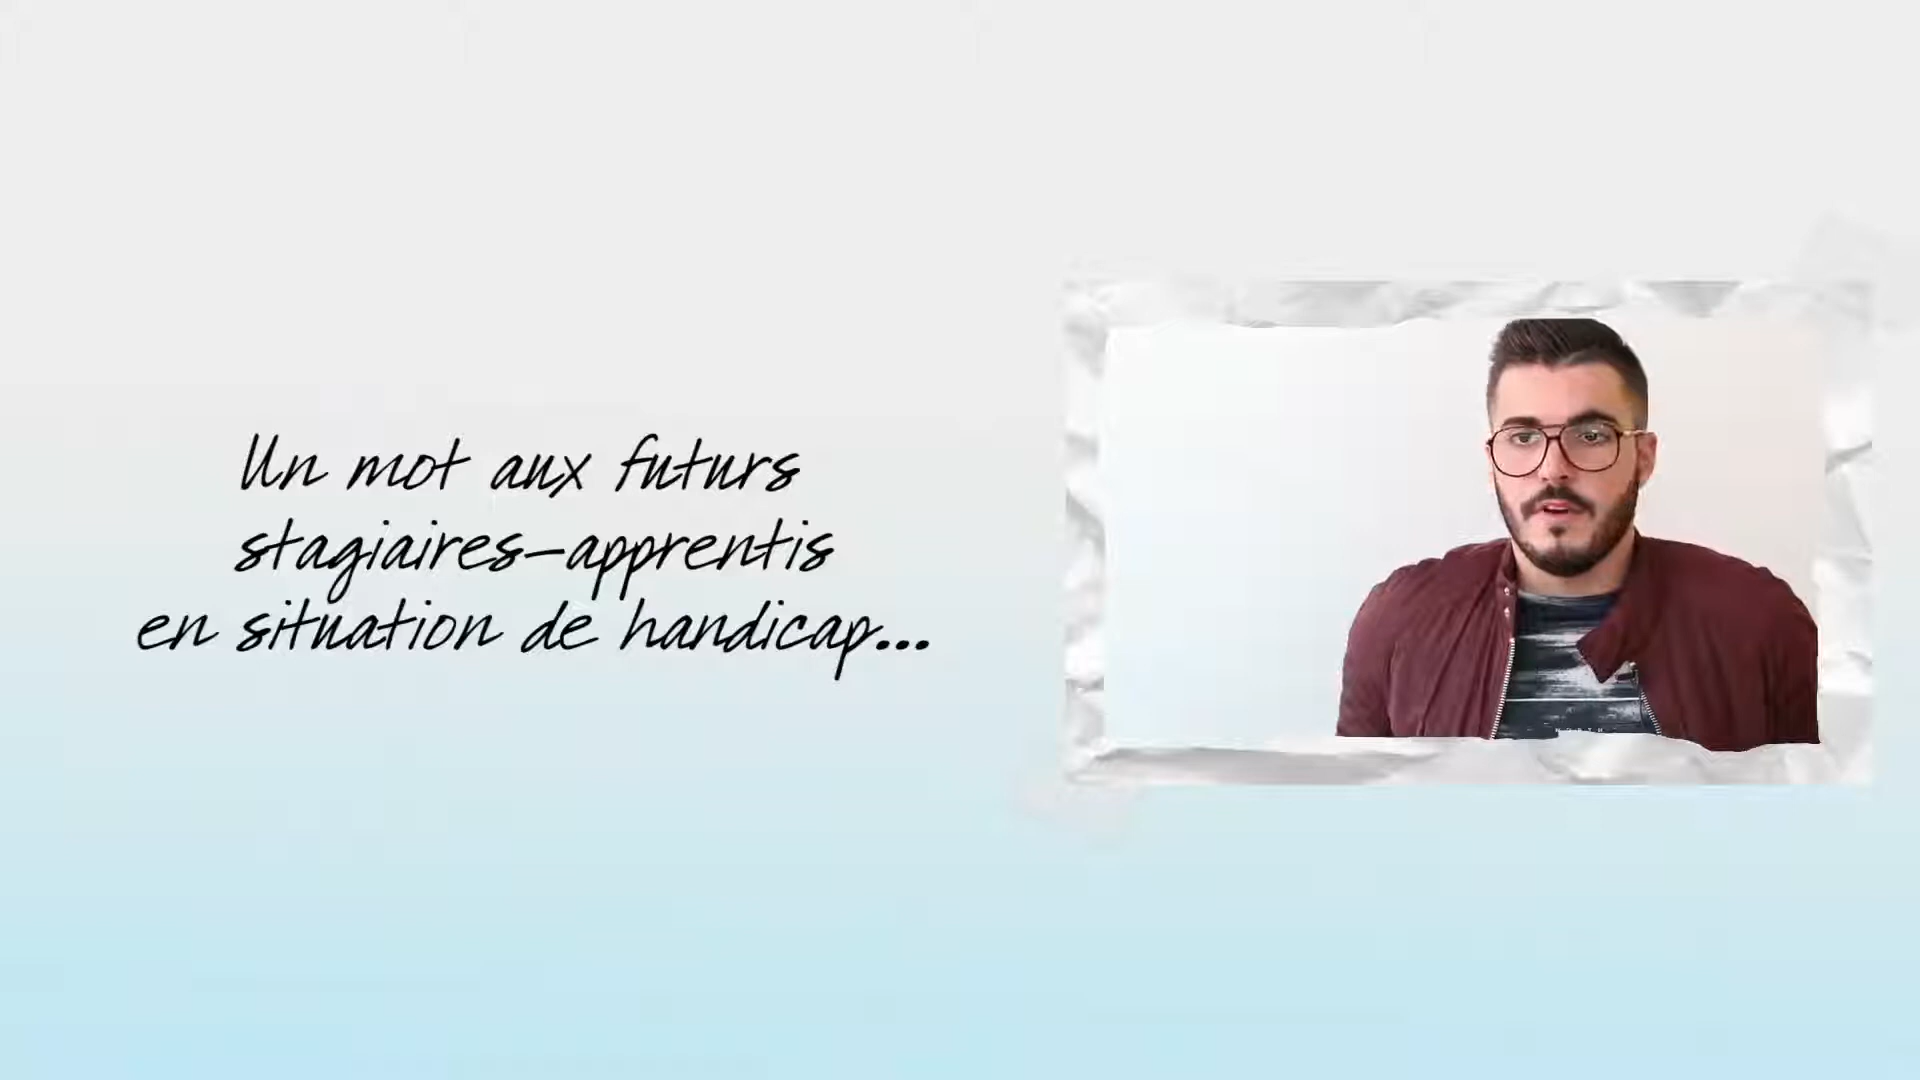 Un mot aux futurs
stagiaires-apprentis
en situation de handicap...